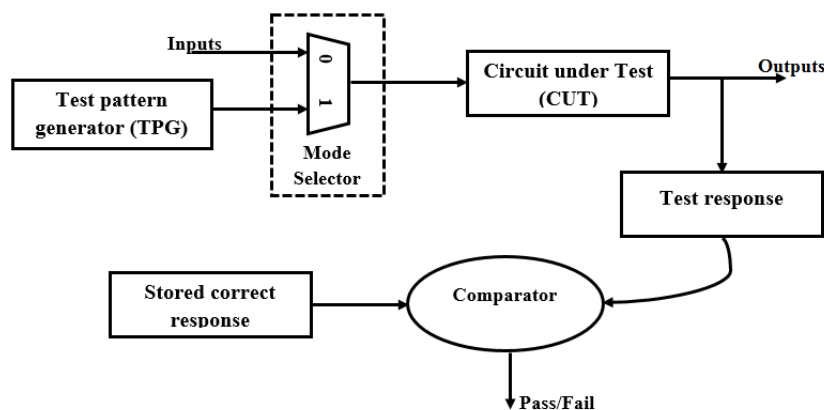 Inputs
0
1
Test pattern
generator (TPG)
Mode
Selector
Circuit under Test
(CUT)
Outputs
Test response
Stored correct
response
Comparator
Pass/Fail